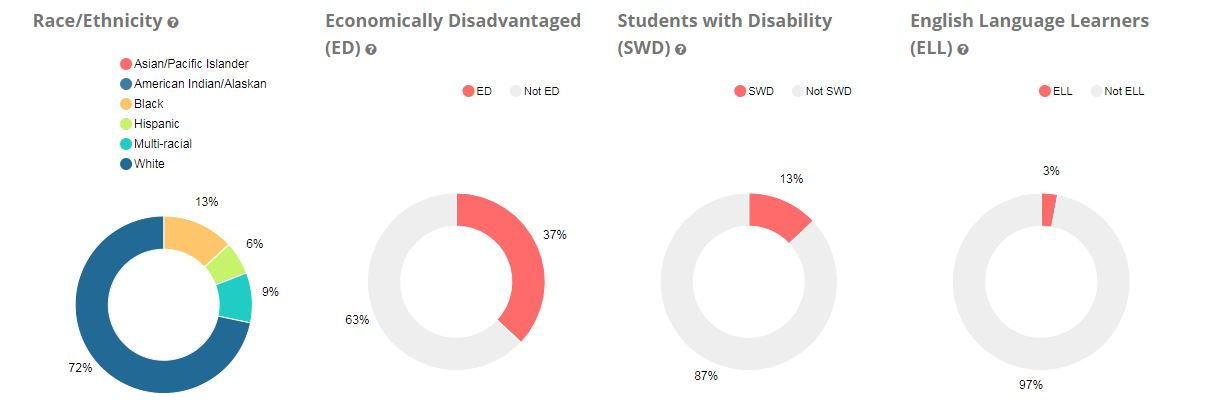 Race/Ethnicity ?
Asian/Pacific Islander
American Indian/Alaskan
Black
Hispanic
Multi-racial
White
13%
6%
9%
72%
Economically Disadvantaged
(ED) ?
ED Not ED
37%
63%
Students with Disability
(SWD) ?
SWD Not SWD
13%
87%
English Language Learners
(ELL) ?
ELL Not ELL
3%
97%